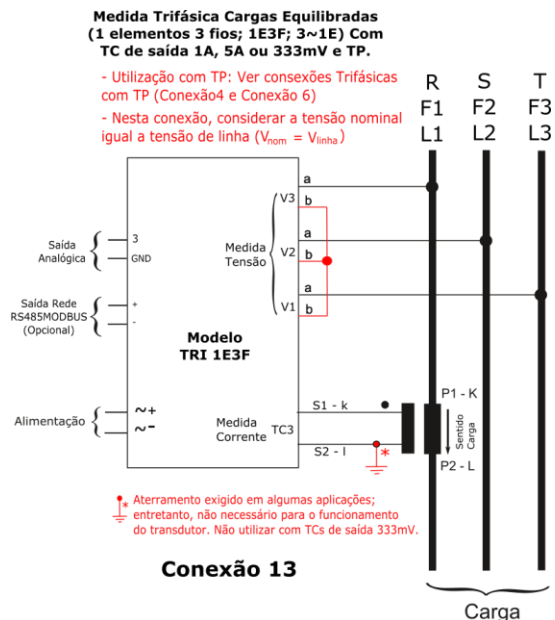 Medida Trifásica Cargas Equilibradas
(1 elementos 3 fios; 1E3F; 3~1E) Com
TC de saída 1A, 5A ou 333mV e TP.
- Utilização com TP: Ver consexões Trifásicas
com TP (Conexão4 e Conexão 6)
- Nesta conexão, considerar a tensão nominal
igual a tensão de linha (Vnom = Vlinha)
R S T
F1 F2 F3
L1 L2 L3
a
V3
b
a
V2
b
a
V1
b
Medida
Tensão
3
GND
Saída
Analógica
+
-
Saída Rede
RS485MODBUS
(Opcional)
Modelo
TRI 1E3F
Alimentação
~+
~-
Medida
Corrente
TC3
S1 - k
S2 - l
*
P1 - K
Sentido
Carga
P2 - L
* Aterramento exigido em algumas aplicações;
entretanto, não necessário para o funcionamento
do transdutor. Não utilizar com TCs de saída 333mV.
Conexão 13
Carga